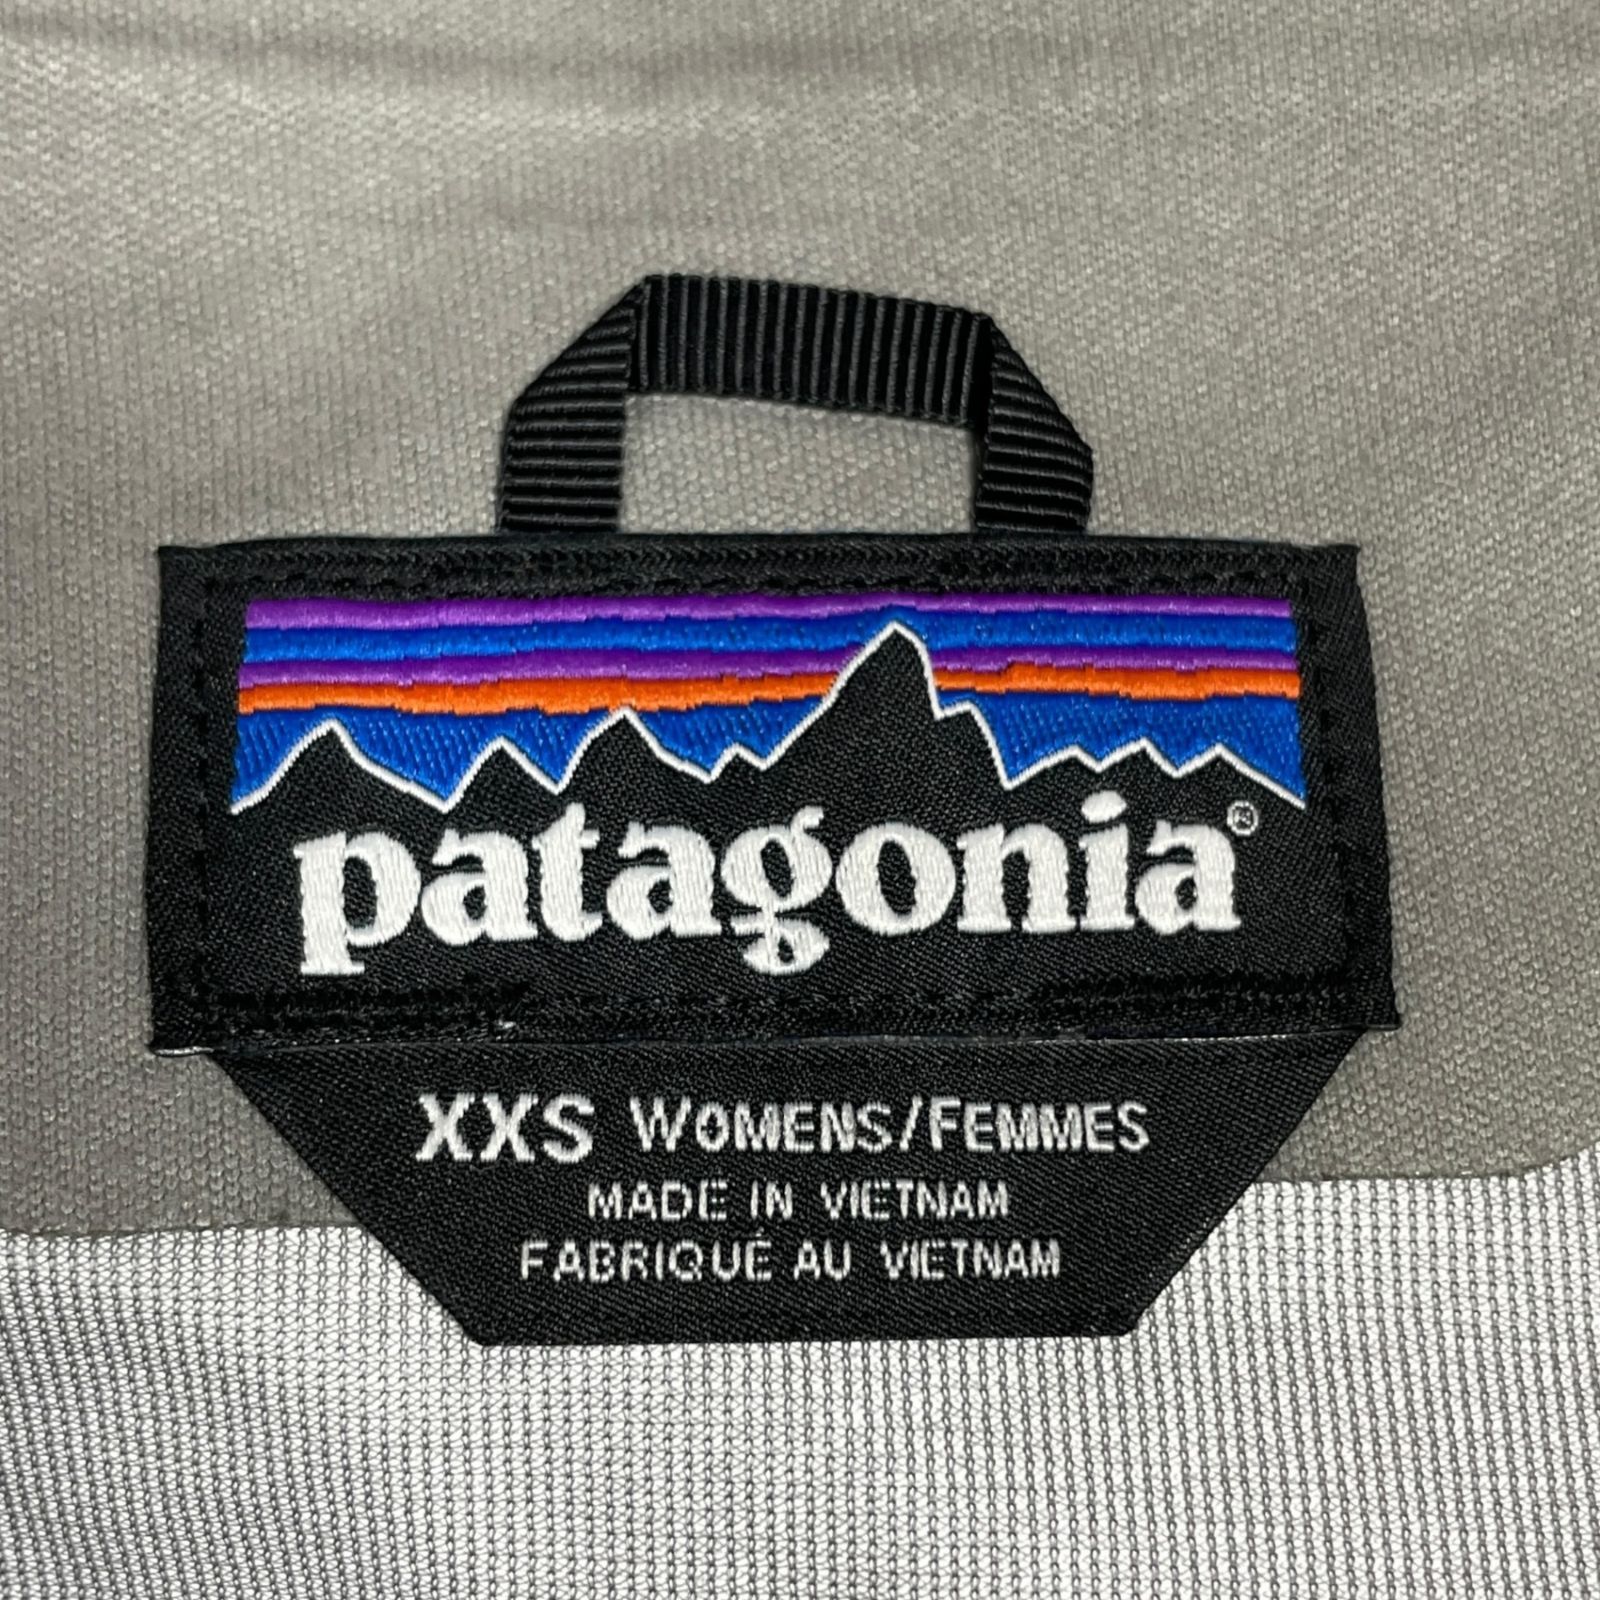 patagonia®
XXS WOMENS/FEMMES
MADE IN VIETNAM
FABRIQUÉ AU VIETNAM